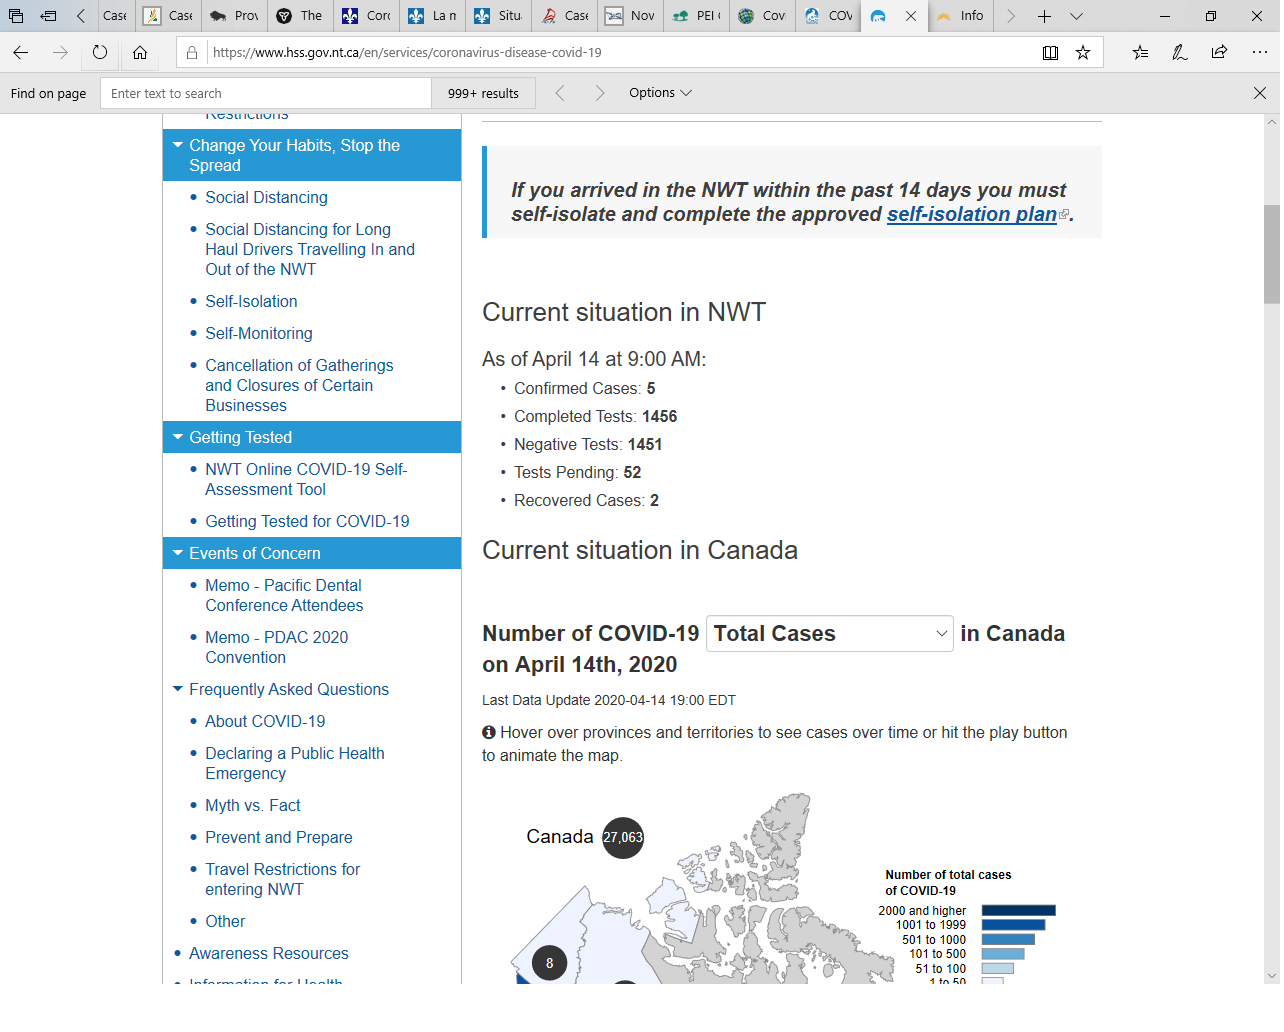 Case
Case
Prov
The
Corc
La m
Situ
Case
Nov
PEI
Cov
COV
Info
https://www.hss.gov.nt.ca/en/services/coronavirus-disease-covid-19
Find on page
Enter text to search
999+ results
Options
Restrictions
Change Your Habits, Stop the
Spread
Social Distancing
Social Distancing for Long
Haul Drivers Travelling In and
Out of the NWT
Self-Isolation
Self-Monitoring
Cancellation of Gatherings
and Closures of Certain
Businesses
Getting Tested
NWT Online COVID-19 Self-
Assessment Tool
Getting Tested for COVID-19
Events of Concern
Memo - Pacific Dental
Conference Attendees
Memo - PDAC 2020
Convention
Frequently Asked Questions
About COVID-19
Declaring a Public Health
Emergency
Myth vs. Fact
Prevent and Prepare
Travel Restrictions for
entering NWT
Other
Awareness Resources
Information for Health
If you arrived in the NWT within the past 14 days you must
self-isolate and complete the approved self-isolation plan.
Current situation in NWT
As of April 14 at 9:00 AM:
• Confirmed Cases: 5
• Completed Tests: 1456
• Negative Tests: 1451
• Tests Pending: 52
• Recovered Cases: 2
Current situation in Canada
Number of COVID-19 Total Cases in Canada
on April 14th, 2020
Last Data Update 2020-04-14 19:00 EDT
Hover over provinces and territories to see cases over time or hit the play button
to animate the map.
Canada 27,063
8
Number of total cases
of COVID-19
2000 and higher
1001 to 1999
501 to 1000
101 to 500
51 to 100
1 to 50